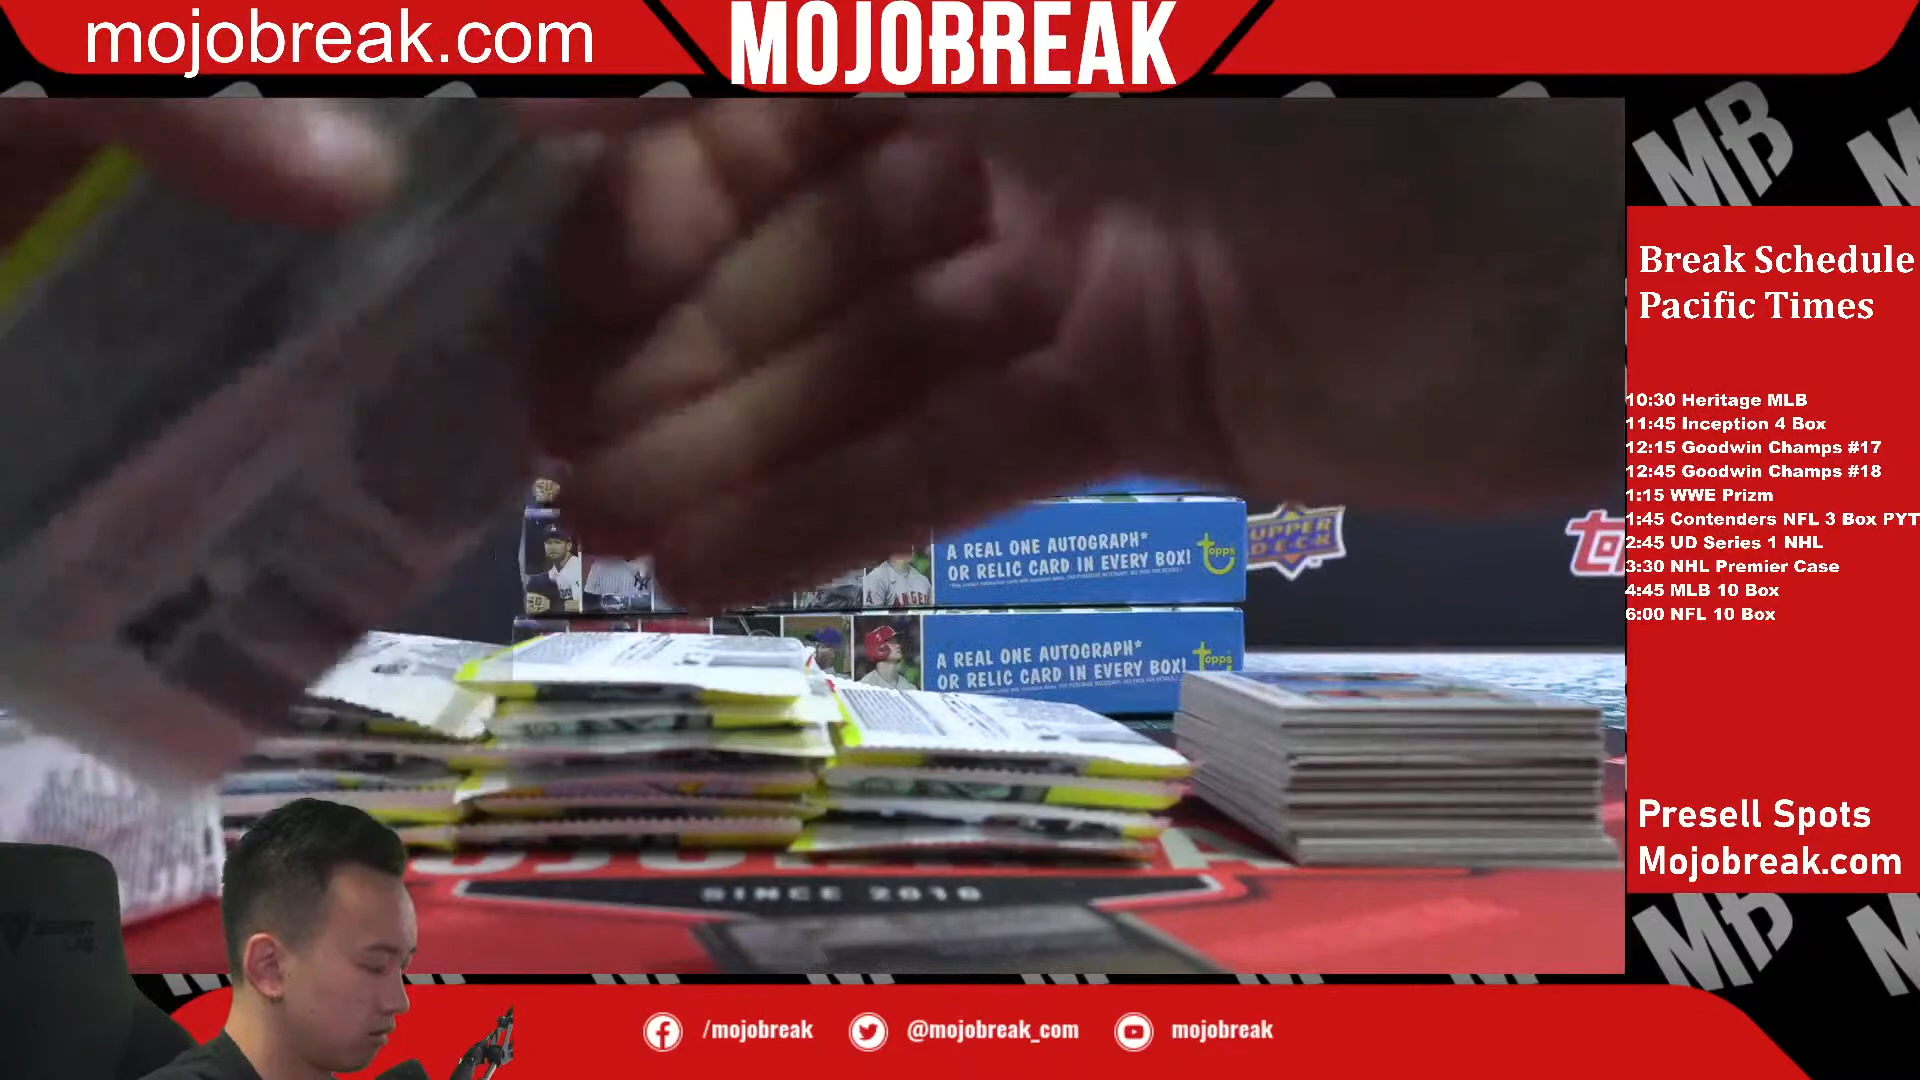 mojobreak.com
MOJOBREAK
MB
Break Schedule
Pacific Times
10:30 Heritage MLB
11:45 Inception 4 Box
12:15 Goodwin Champs #17
12:45 Goodwin Champs #18
1:15 WWE Prizm
1:45 Contenders NFL 3 Box PYT
2:45 UD Series 1 NHL
3:30 NHL Premier Case
4:45 MLB 10 Box
6:00 NFL 10 Box
A REAL ONE AUTOGRAPH*
OR RELIC CARD IN EVERY BOX!
topps
UPPER
DECK
A REAL ONE AUTOGRAPH*
OR RELIC CARD IN EVERY BOX!
topps
SINCE 2010
Presell Spots
Mojobreak.com
MB
/mojobreak
@mojobreak_com
mojobreak